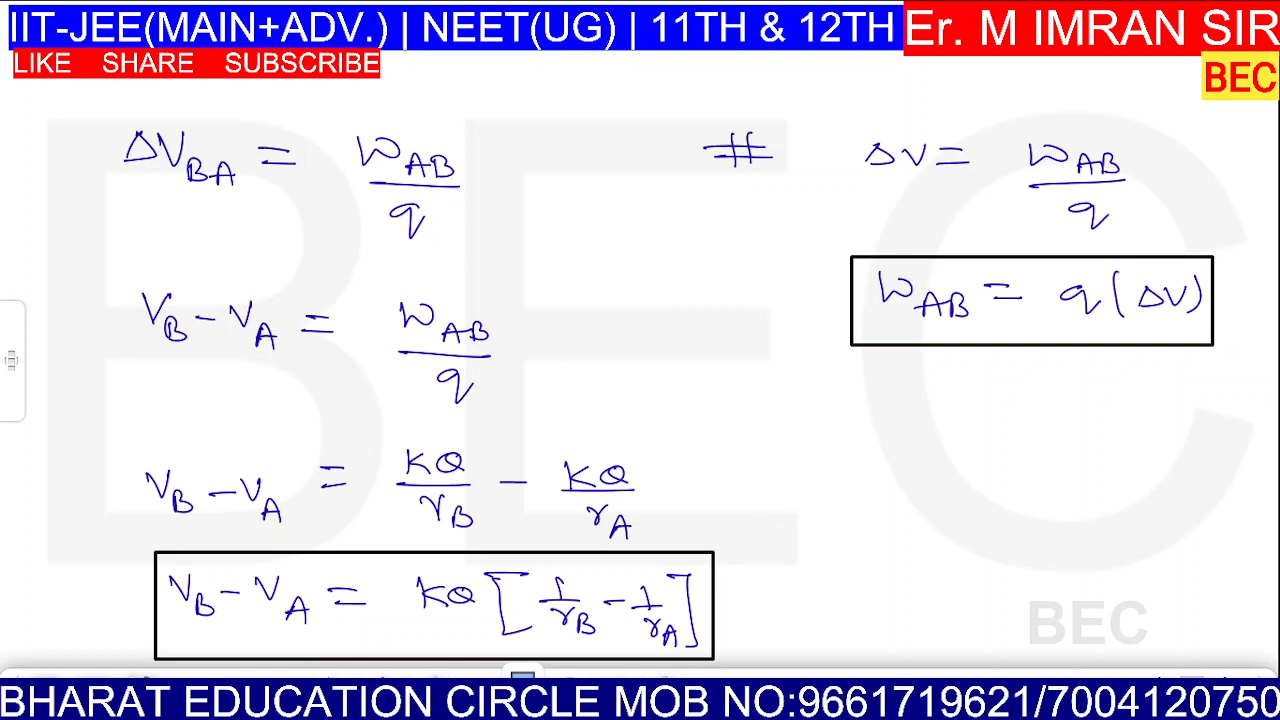 IIT-JEE(MAIN+ADV.) | NEET(UG) | 11TH & 12TH Er. M IMRAN SIR
LIKE SHARE SUBSCRIBE
BEC
ΔV_BA = W_AB / q
V_B - V_A = W_AB / q
V_B - V_A = KQ / r_B - KQ / r_A
V_B - V_A = KQ [ 1/r_B - 1/r_A ]
# ΔV = W_AB / q
W_AB = q(ΔV)
BEC
BEC
BHARAT EDUCATION CIRCLE MOB NO:9661719621/7004120750